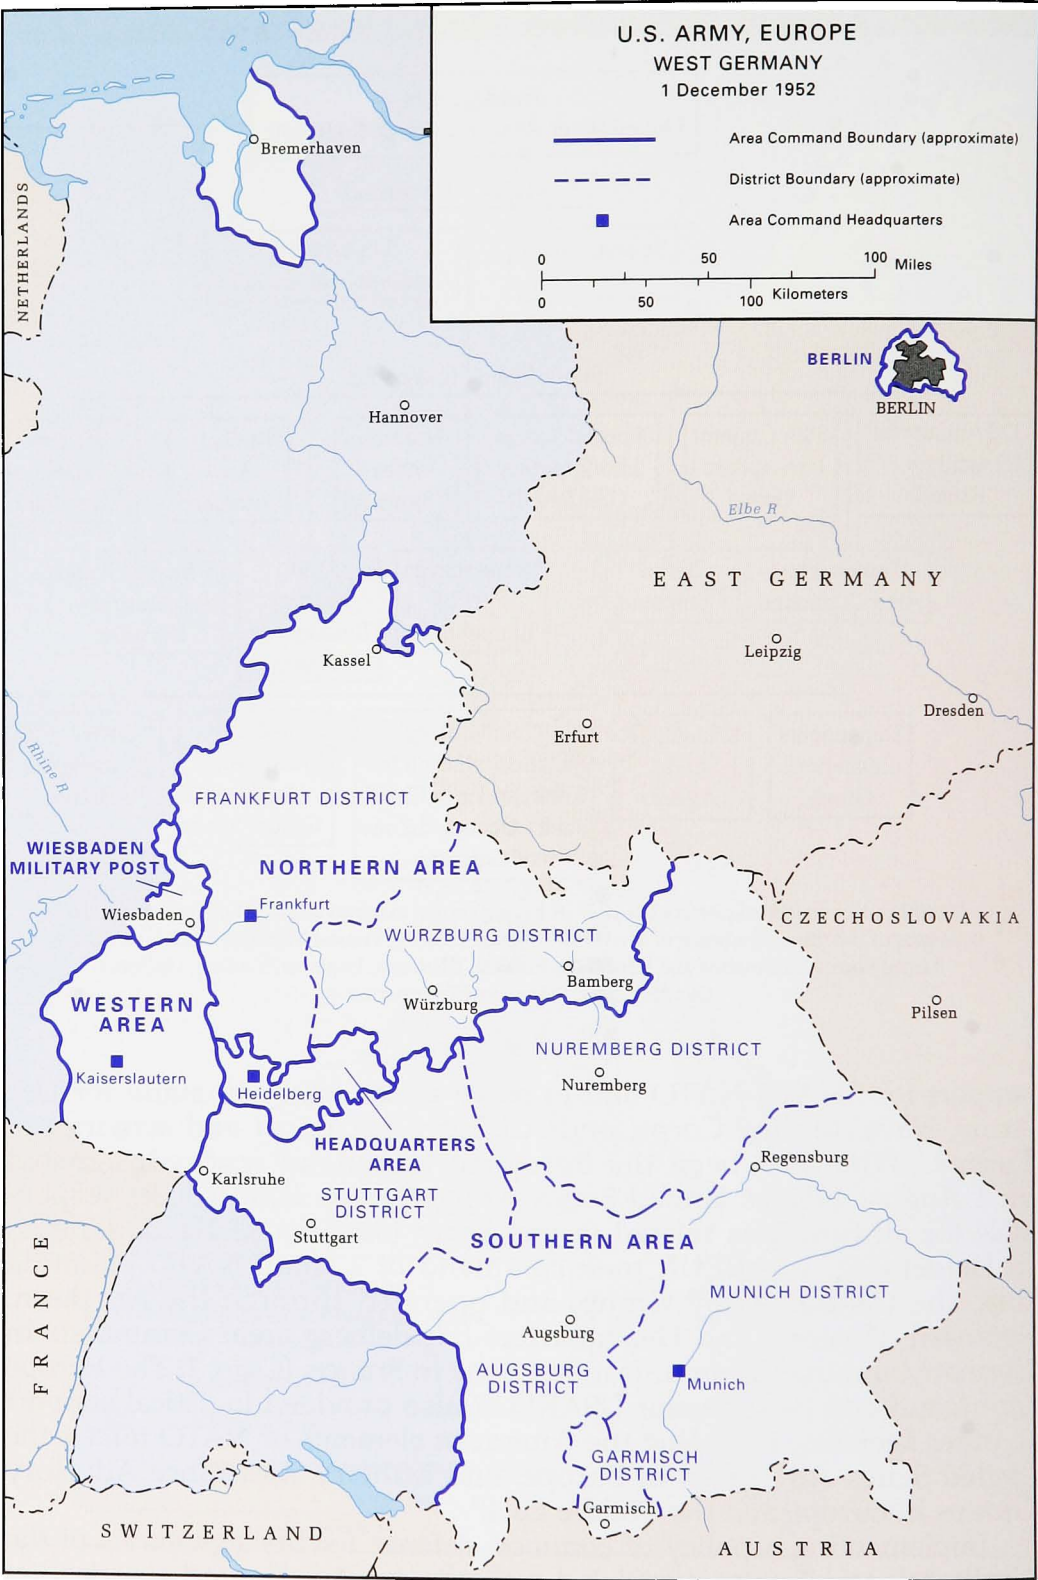 U.S. ARMY, EUROPE
WEST GERMANY
1 December 1952
Area Command Boundary (approximate)
District Boundary (approximate)
Area Command Headquarters
0 50 100 Miles
0 50 100 Kilometers
Bremerhaven
NETHERLANDS
BERLIN
BERLIN
Hannover
Elbe R
EAST GERMANY
Kassel
Leipzig
Dresden
Erfurt
Rhine R
FRANKFURT DISTRICT
WIESBADEN
MILITARY POST
NORTHERN AREA
Wiesbaden
Frankfurt
CZECHOSLOVAKIA
WÜRZBURG DISTRICT
Bamberg
Würzburg
WESTERN
AREA
Pilsen
Kaiserslautern
Heidelberg
NUREMBERG DISTRICT
Nuremberg
HEADQUARTERS
AREA
Karlsruhe
STUTTGART
DISTRICT
Stuttgart
Regensburg
SOUTHERN AREA
FRANCE
MUNICH DISTRICT
Augsburg
AUGSBURG
DISTRICT
Munich
GARMISCH
DISTRICT
Garmisch
SWITZERLAND
AUSTRIA